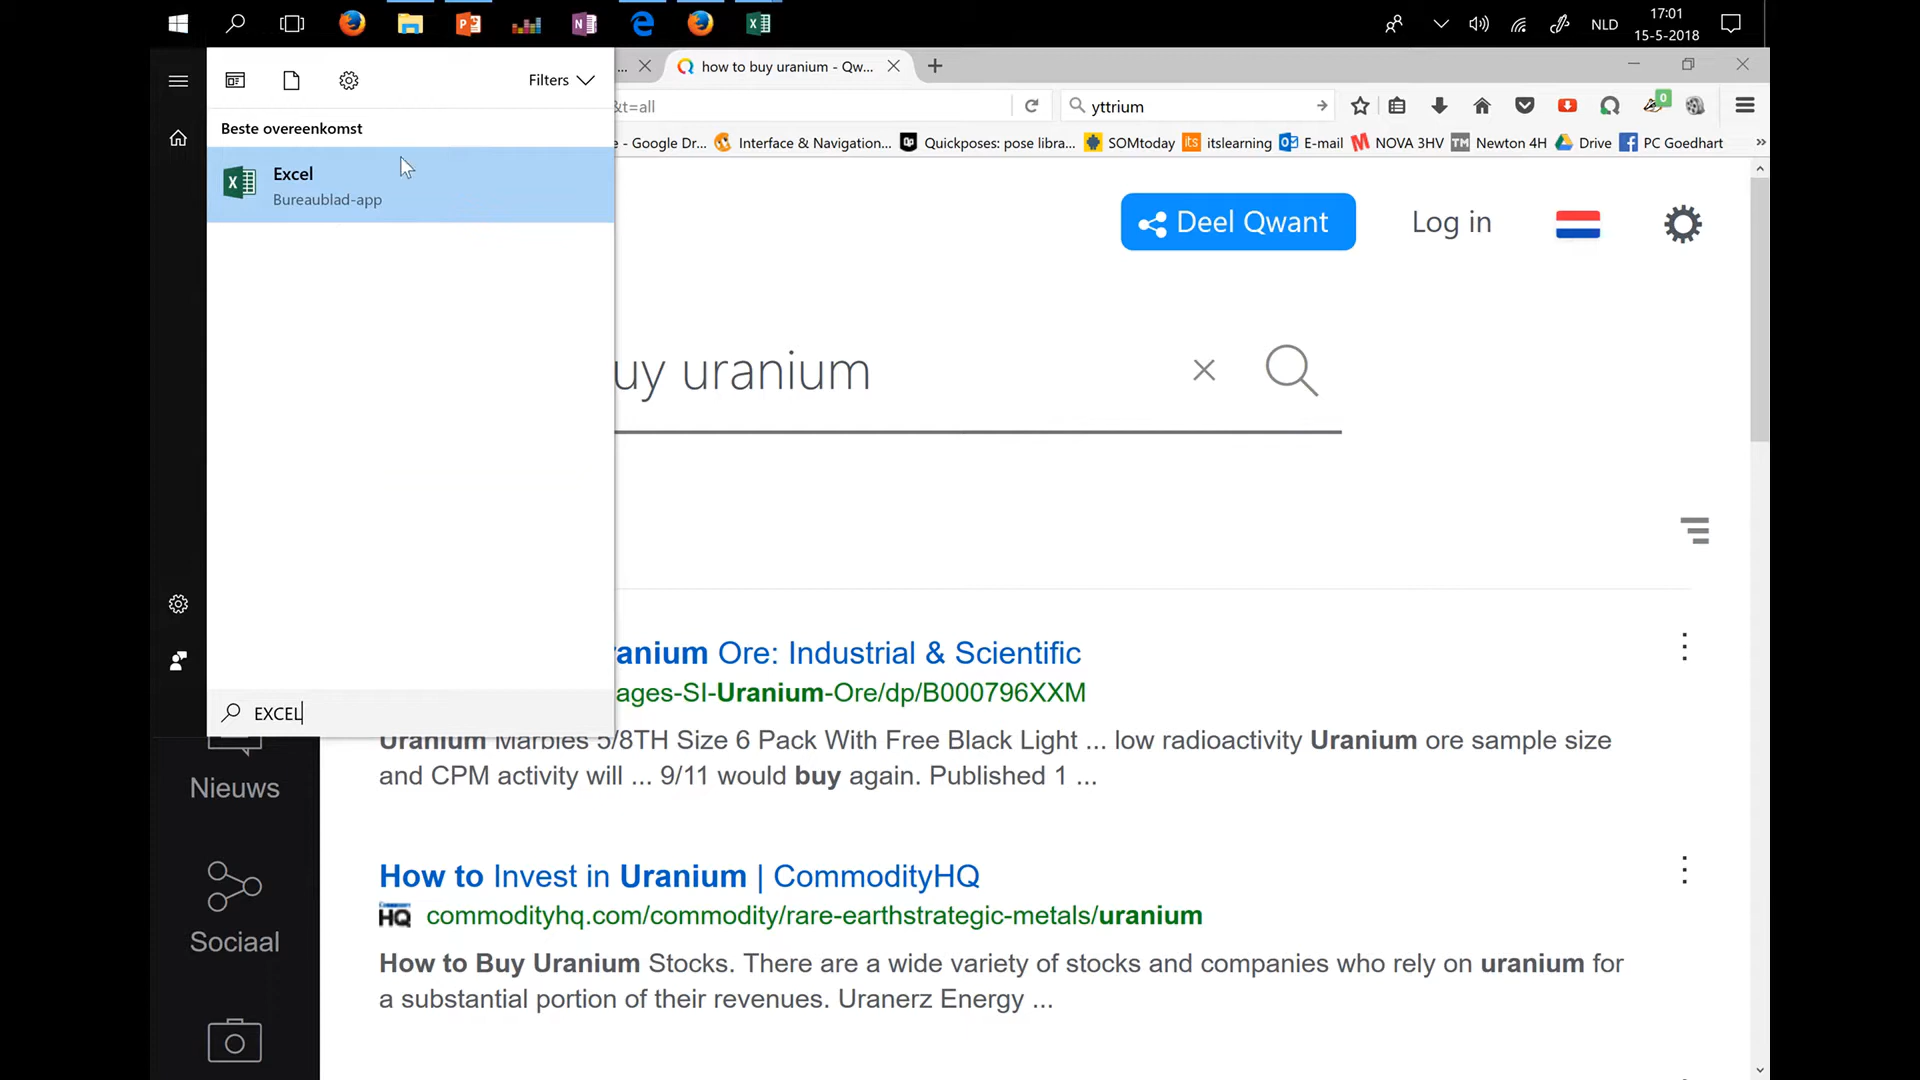 NLD
17:01
15-5-2018
Filters
... how to buy uranium - Qw...
&t=all
yttrium
0
Beste overeenkomst
- Google Dr... Interface & Navigation... Quickposes: pose libra... SOMtoday its itslearning E-mail NOVA 3HV TM Newton 4H Drive PC Goedhart »
Excel
Bureaublad-app
Deel Qwant
Log in
uy uranium
ranium Ore: Industrial & Scientific
ages-SI-Uranium-Ore/dp/B000796XXM
EXCEL
Uranium Marbles 5/8TH Size 6 Pack With Free Black Light ... low radioactivity Uranium ore sample size
and CPM activity will ... 9/11 would buy again. Published 1 ...
Nieuws
How to Invest in Uranium | CommodityHQ
HQ commodityhq.com/commodity/rare-earthstrategic-metals/uranium
Sociaal
How to Buy Uranium Stocks. There are a wide variety of stocks and companies who rely on uranium for
a substantial portion of their revenues. Uranerz Energy ...